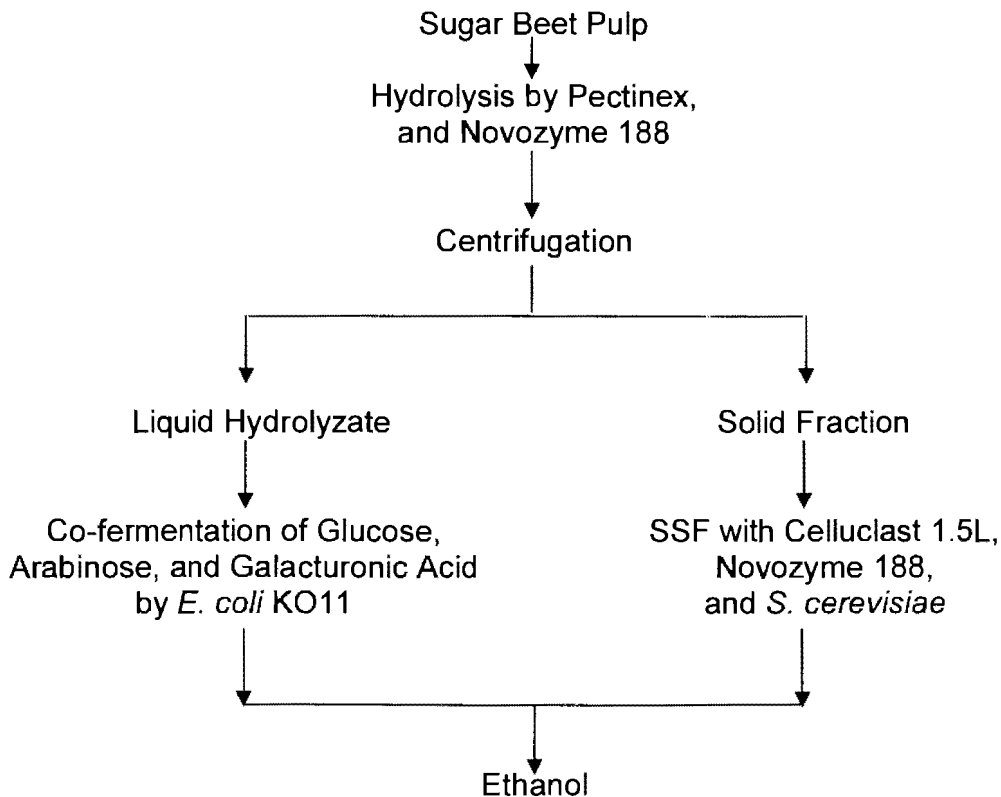 Sugar Beet Pulp
Hydrolysis by Pectinex,
and Novozyme 188
Centrifugation
Liquid Hydrolyzate
Solid Fraction
Co-fermentation of Glucose,
Arabinose, and Galacturonic Acid
by E. coli KO11
SSF with Celluclast 1.5L,
Novozyme 188,
and S. cerevisiae
Ethanol